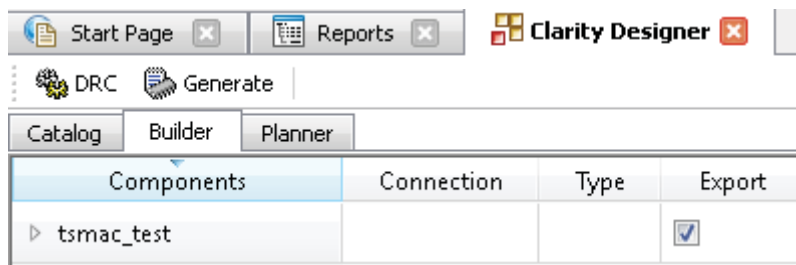 Start Page Reports Clarity Designer
DRC Generate
Catalog Builder Planner
Components Connection Type Export
tsmac_test